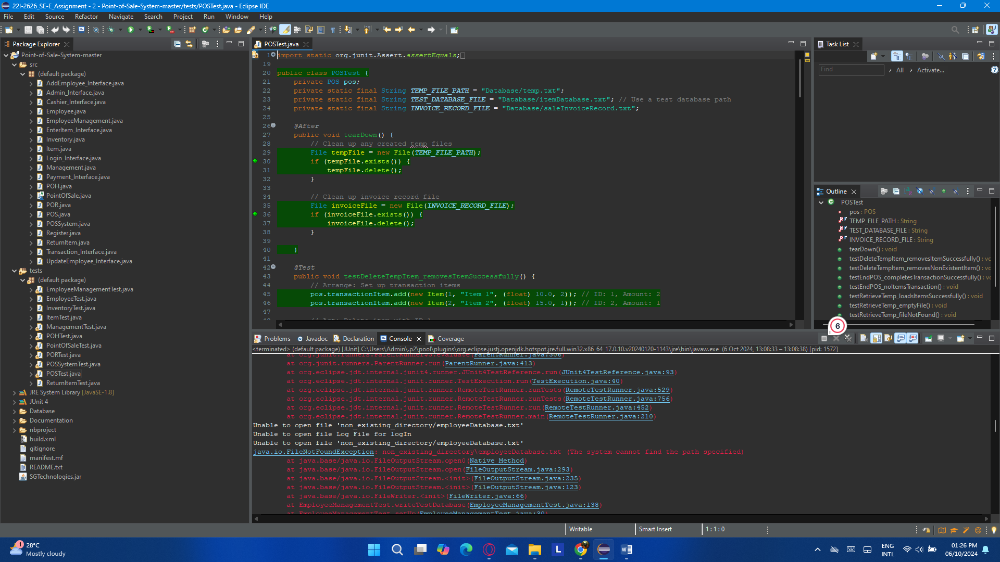 22I-2626_SE-E_Assignment - 2 - Point-of-Sale-System-master/tests/POSTest.java - Eclipse IDE
File Edit Source Refactor Navigate Search Project Run Window Help
Package Explorer
Point-of-Sale-System-master
src
(default package)
AddEmployee_Interface.java
Admin_Interface.java
Cashier_Interface.java
Employee.java
EmployeeManagement.java
EnterItem_Interface.java
Inventory.java
Item.java
Login_Interface.java
Management.java
Payment_Interface.java
POH.java
PointOfSale.java
POR.java
POS.java
POSSystem.java
Register.java
ReturnItem.java
Transaction_Interface.java
UpdateEmployee_Interface.java
tests
(default package)
EmployeeManagementTest.java
EmployeeTest.java
InventoryTest.java
ItemTest.java
ManagementTest.java
POHTest.java
PointOfSaleTest.java
PORTest.java
POSSystemTest.java
POSTest.java
ReturnItemTest.java
JRE System Library [JavaSE-1.8]
JUnit 4
Database
Documentation
nbproject
build.xml
gitignore
manifest.mf
README.txt
SGTechnologies.jar
POSTest.java
1 import static org.junit.Assert.assertEquals;
19
20 public class POSTest {
21 private POS pos;
22 private static final String TEMP_FILE_PATH = "Database/temp.txt";
23 private static final String TEST_DATABASE_FILE = "Database/itemDatabase.txt"; // Use a test database path
24 private static final String INVOICE_RECORD_FILE = "Database/saleInvoiceRecord.txt";
25
26 @After
27 public void tearDown() {
28 // Clean up any created temp files
29 File tempFile = new File(TEMP_FILE_PATH);
30 if (tempFile.exists()) {
31 tempFile.delete();
32 }
33
34 // Clean up invoice record file
35 File invoiceFile = new File(INVOICE_RECORD_FILE);
36 if (invoiceFile.exists()) {
37 invoiceFile.delete();
38 }
39
40 }
41
42 @Test
43 public void testDeleteTempItem_removesItemSuccessfully() {
44 // Arrange: Set up transaction items
45 pos.transactionItem.add(new Item(1, "Item 1", (float) 10.0, 2)); // ID: 1, Amount: 2
46 pos.transactionItem.add(new Item(2, "Item 2", (float) 15.0, 1)); // ID: 2, Amount: 1
47
Task List
Find All Activate...
Outline
POSTest
pos : POS
TEMP_FILE_PATH : String
TEST_DATABASE_FILE : String
INVOICE_RECORD_FILE : String
tearDown() : void
testDeleteTempItem_removesItemSuccessfully() : vo
testDeleteTempItem_removesNonExistentItem() : vo
testEndPOS_completesTransactionSuccessfully() : vo
testEndPOS_noItemsTransaction() : void
testRetrieveTemp_loadsItemsSuccessfully() : void
testRetrieveTemp_emptyFile() : void
testRetrieveTemp_fileNotFound() : void
6
Problems Javadoc Declaration Console Coverage
<terminated> (default package) [JUnit] C:\Users\Admin\.p2\pool\plugins\org.eclipse.justj.openjdk.hotspot.jre.full.win32.x86_64_17.0.10.v20240120-1143\jre\bin\javaw.exe (6 Oct 2024, 13:08:33 – 13:08:38) [pid: 1572]
at org.junit.runners.ParentRunner$3.evaluate(ParentRunner.java:306)
at org.junit.runners.ParentRunner.run(ParentRunner.java:413)
at org.eclipse.jdt.internal.junit4.runner.JUnit4TestReference.run(JUnit4TestReference.java:93)
at org.eclipse.jdt.internal.junit.runner.TestExecution.run(TestExecution.java:40)
at org.eclipse.jdt.internal.junit.runner.RemoteTestRunner.runTests(RemoteTestRunner.java:529)
at org.eclipse.jdt.internal.junit.runner.RemoteTestRunner.runTests(RemoteTestRunner.java:756)
at org.eclipse.jdt.internal.junit.runner.RemoteTestRunner.run(RemoteTestRunner.java:452)
at org.eclipse.jdt.internal.junit.runner.RemoteTestRunner.main(RemoteTestRunner.java:210)
Unable to open file 'non_existing_directory/employeeDatabase.txt'
Unable to open file Log File for logIn
Unable to open file 'non_existing_directory/employeeDatabase.txt'
java.io.FileNotFoundException: non_existing_directory\employeeDatabase.txt (The system cannot find the path specified)
at java.base/java.io.FileOutputStream.open0(Native Method)
at java.base/java.io.FileOutputStream.open(FileOutputStream.java:293)
at java.base/java.io.FileOutputStream.<init>(FileOutputStream.java:235)
at java.base/java.io.FileOutputStream.<init>(FileOutputStream.java:123)
at java.base/java.io.FileWriter.<init>(FileWriter.java:66)
at EmployeeManagementTest.writeTestDatabase(EmployeeManagementTest.java:138)
at EmployeeManagementTest.setUp(EmployeeManagementTest.java:30)
Writable Smart Insert 1 : 1 : 0
1
28°C
Mostly cloudy
ENG
INTL
01:26 PM
06/10/2024